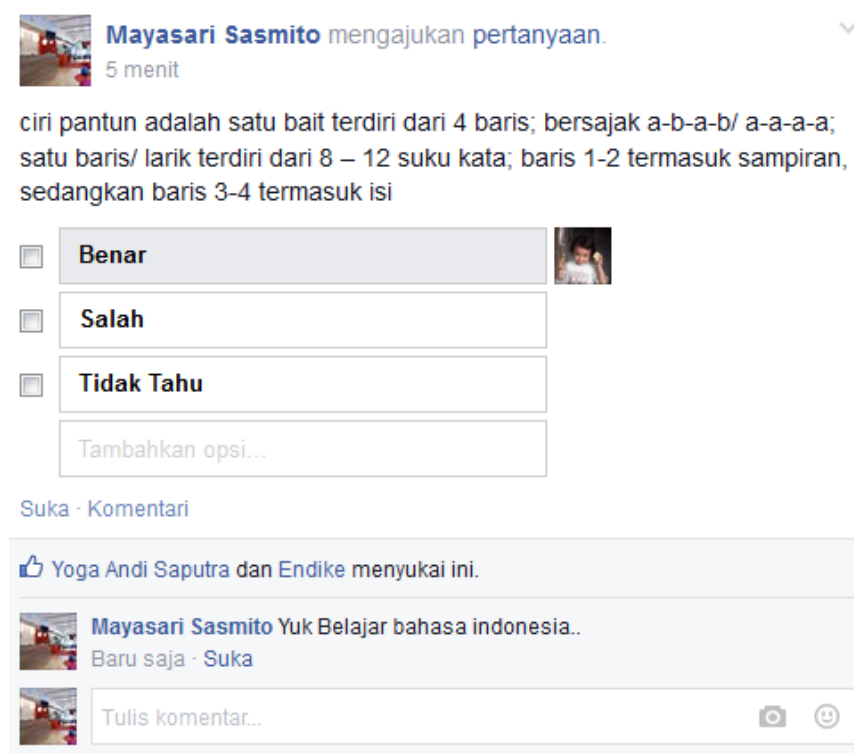 Mayasari Sasmito mengajukan pertanyaan.
5 menit
ciri pantun adalah satu bait terdiri dari 4 baris; bersajak a-b-a-b/ a-a-a-a;
satu baris/ larik terdiri dari 8 – 12 suku kata; baris 1-2 termasuk sampiran,
sedangkan baris 3-4 termasuk isi
Benar
Salah
Tidak Tahu
Tambahkan opsi...
Suka · Komentari
Yoga Andi Saputra dan Endike menyukai ini.
Mayasari Sasmito Yuk Belajar bahasa indonesia..
Baru saja · Suka
Tulis komentar...